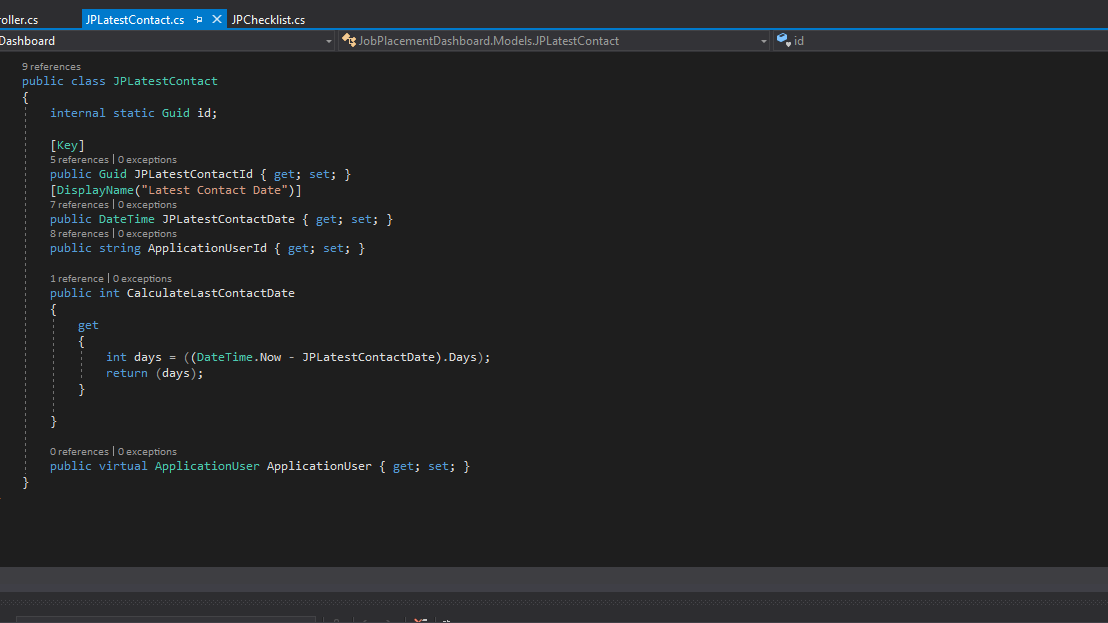 oller.cs JPLatestContact.cs JPChecklist.cs
Dashboard JobPlacementDashboard.Models.JPLatestContact id
9 references
public class JPLatestContact
{
internal static Guid id;
[Key]
5 references | 0 exceptions
public Guid JPLatestContactId { get; set; }
[DisplayName("Latest Contact Date")]
7 references | 0 exceptions
public DateTime JPLatestContactDate { get; set; }
8 references | 0 exceptions
public string ApplicationUserId { get; set; }
1 reference | 0 exceptions
public int CalculateLastContactDate
{
get
{
int days = ((DateTime.Now - JPLatestContactDate).Days);
return (days);
}
}
0 references | 0 exceptions
public virtual ApplicationUser ApplicationUser { get; set; }
}